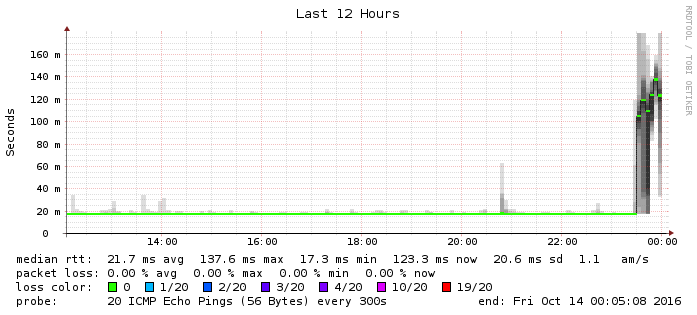 Last 12 Hours
RRDTOOL / TOBI OETIKER
Seconds
160 m
140 m
120 m
100 m
80 m
60 m
40 m
20 m
0
14:00 16:00 18:00 20:00 22:00 00:00
median rtt: 21.7 ms avg 137.6 ms max 17.3 ms min 123.3 ms now 20.6 ms sd 1.1 am/s
packet loss: 0.00 % avg 0.00 % max 0.00 % min 0.00 % now
loss color: 0 1/20 2/20 3/20 4/20 10/20 19/20
probe: 20 ICMP Echo Pings (56 Bytes) every 300s end: Fri Oct 14 00:05:08 2016